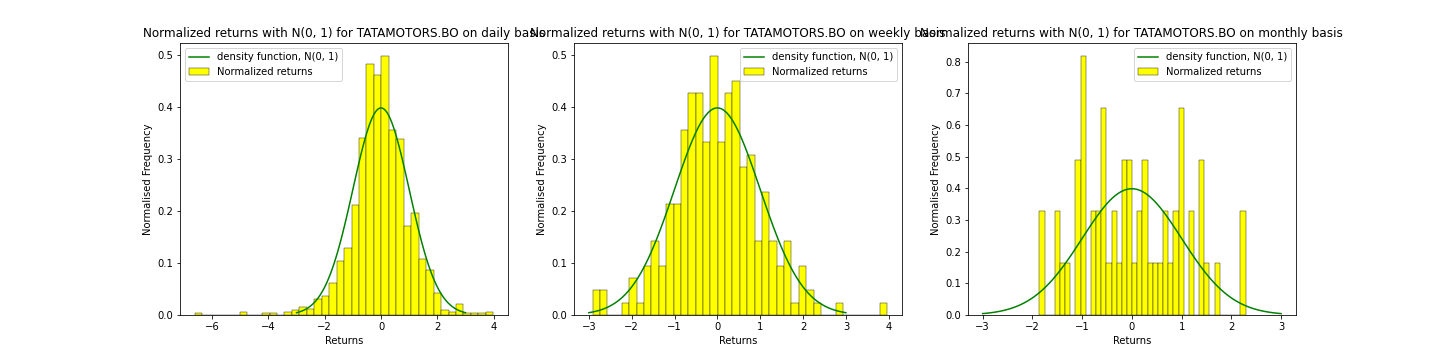 Normalized returns with N(0, 1) for TATAMOTORS.BO on daily basis
density function, N(0, 1)
Normalized returns
Normalised Frequency
0.5
0.4
0.3
0.2
0.1
0.0
−6
−4
−2
0
2
4
Returns
Normalized returns with N(0, 1) for TATAMOTORS.BO on weekly basis
density function, N(0, 1)
Normalized returns
Normalised Frequency
0.5
0.4
0.3
0.2
0.1
0.0
−3
−2
−1
0
1
2
3
4
Returns
Normalized returns with N(0, 1) for TATAMOTORS.BO on monthly basis
density function, N(0, 1)
Normalized returns
Normalised Frequency
0.8
0.7
0.6
0.5
0.4
0.3
0.2
0.1
0.0
−3
−2
−1
0
1
2
3
Returns